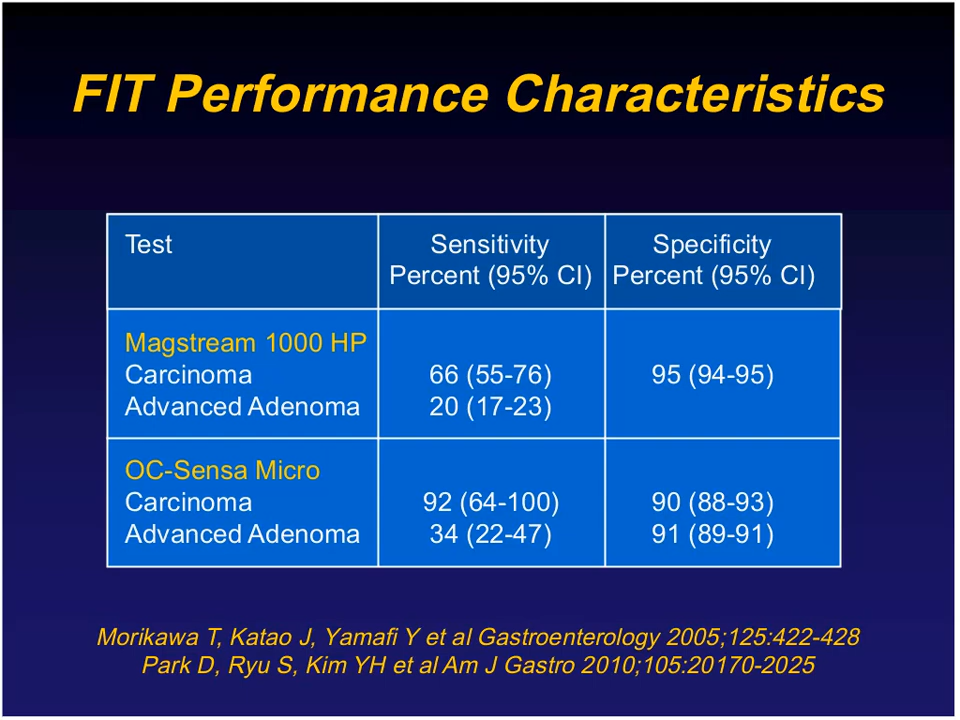 FIT Performance Characteristics
Test Sensitivity Specificity
Percent (95% CI) Percent (95% CI)
Magstream 1000 HP
Carcinoma 66 (55-76) 95 (94-95)
Advanced Adenoma 20 (17-23)
OC-Sensa Micro
Carcinoma 92 (64-100) 90 (88-93)
Advanced Adenoma 34 (22-47) 91 (89-91)
Morikawa T, Katao J, Yamafi Y et al Gastroenterology 2005;125:422-428
Park D, Ryu S, Kim YH et al Am J Gastro 2010;105:20170-2025